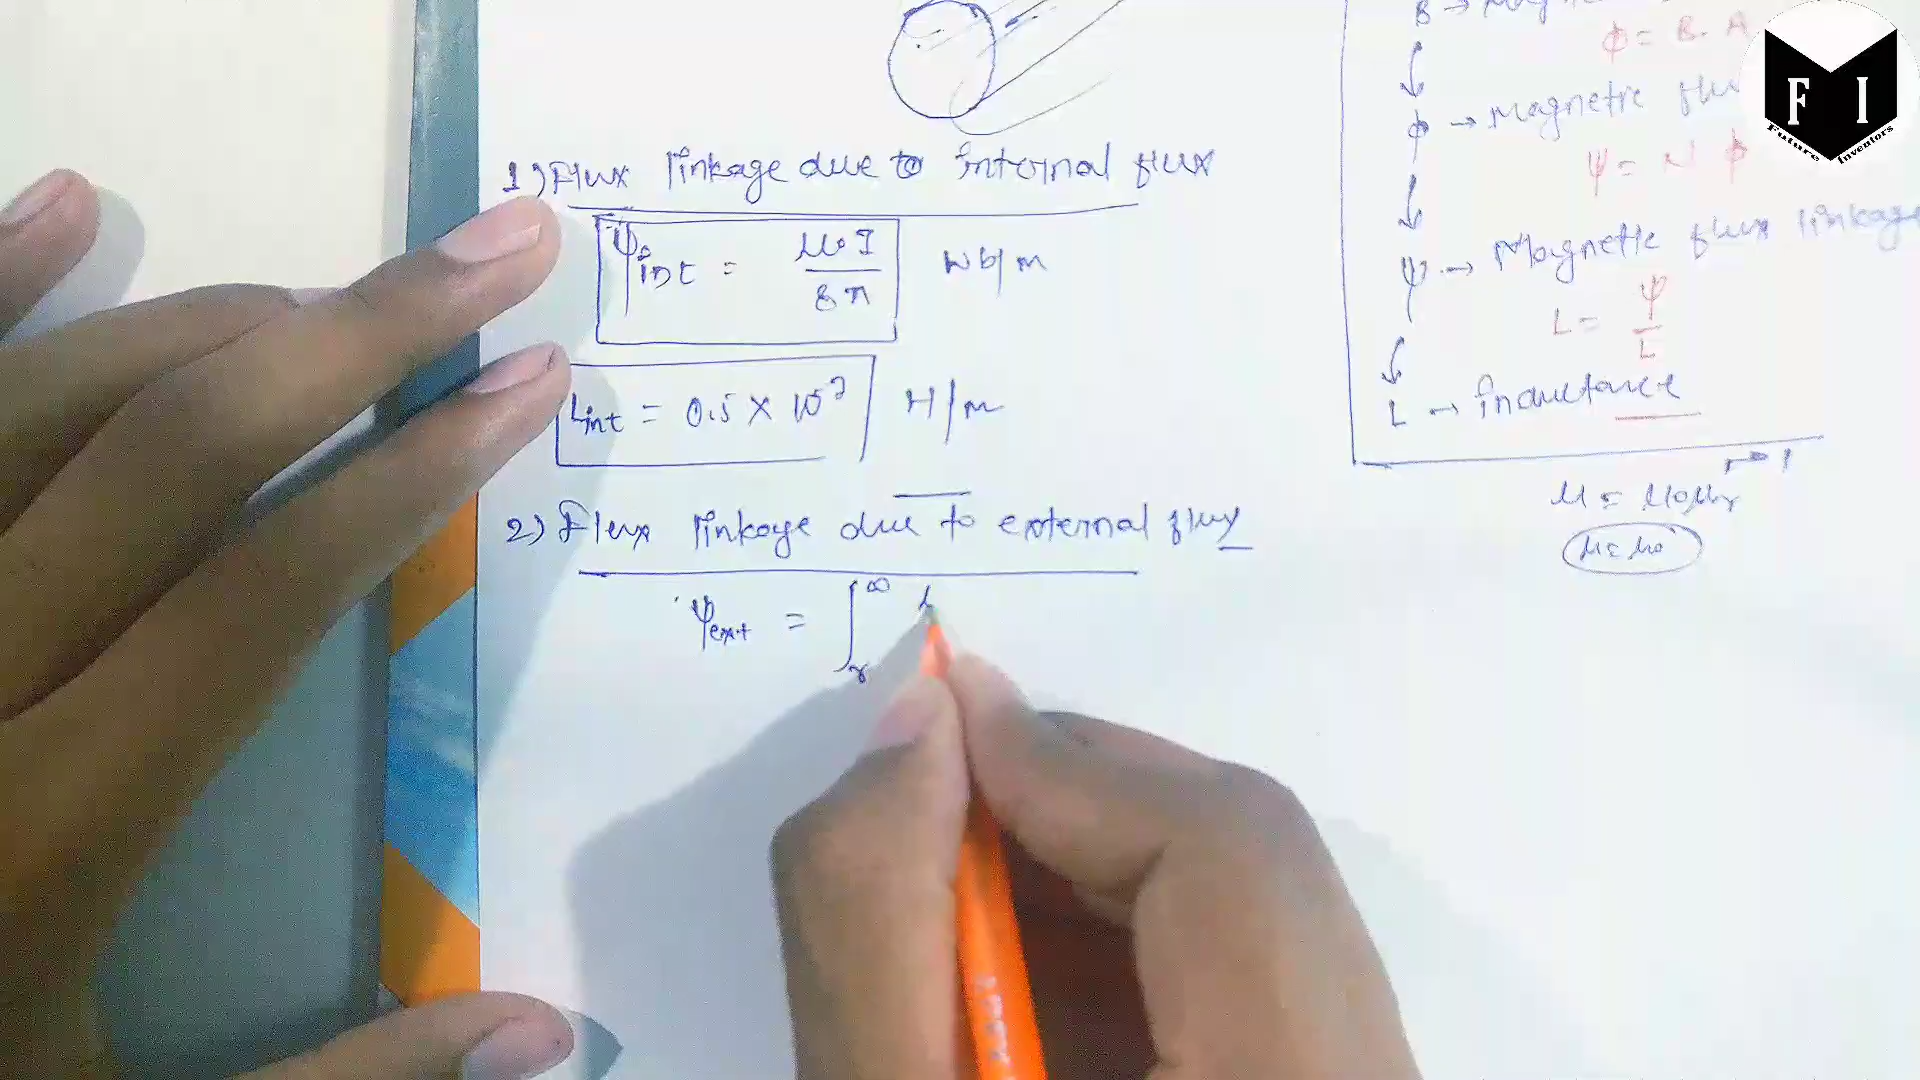 1) Flux linkage due to internal flux
Ψint = μ0 I / 8π Wb/m
Lint = 0.5 × 10⁻⁷ H/m
2) Flux linkage due to external flux
Ψext = ∫r∞
B →
ϕ = B. A
ϕ → Magnetic flu
Ψ = N ϕ
Ψ → Magnetic flux linkage
L = Ψ / L
L → inductance
μ = μ0μr → 1
μ = μ0
F I
Future Inventors